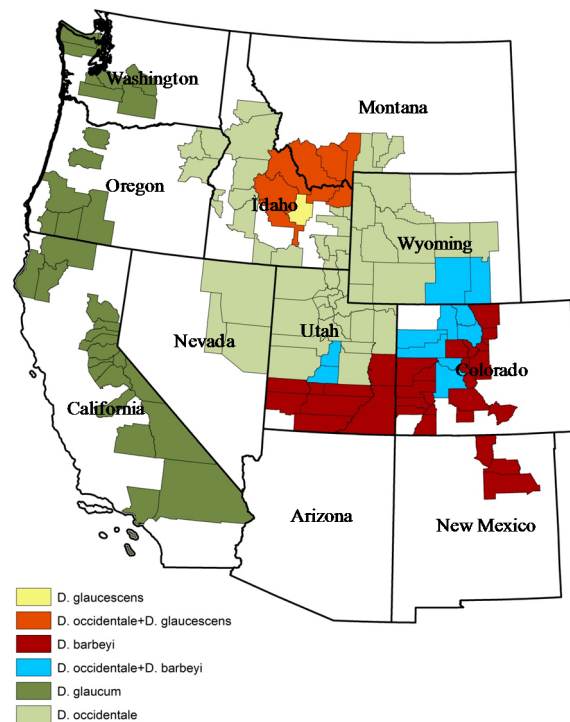 Washington
Montana
Oregon
Idaho
Wyoming
Nevada
Utah
Colorado
California
Arizona
New Mexico
D. glaucescens
D. occidentale+D. glaucescens
D. barbeyi
D. occidentale+D. barbeyi
D. glaucum
D. occidentale